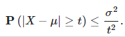 P (|X − μ| ≥ t) ≤ σ²/t².